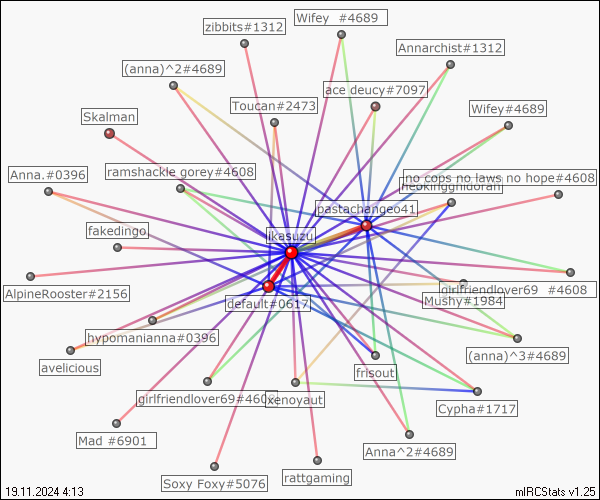 Wifey #4689
zibbits#1312
Annarchist#1312
(anna)^2#4689
ace deucy#7097
Toucan#2473
Wifey#4689
Skalman
Anna.#0396
ramshackle gorey#4608
no cops no laws no hope#4608
pastachangeo41
fakedingo
ikasuzu
AlpineRooster#2156
girlfriendlover69 #4608
default#0617
Mushy#1984
hypomanianna#0396
(anna)^3#4689
avelicious
frisout
girlfriendlover69#4608
xenoyaut
Cypha#1717
Mad #6901
Anna^2#4689
Soxy Foxy#5076
rattgaming
19.11.2024 4:13
mIRCStats v1.25